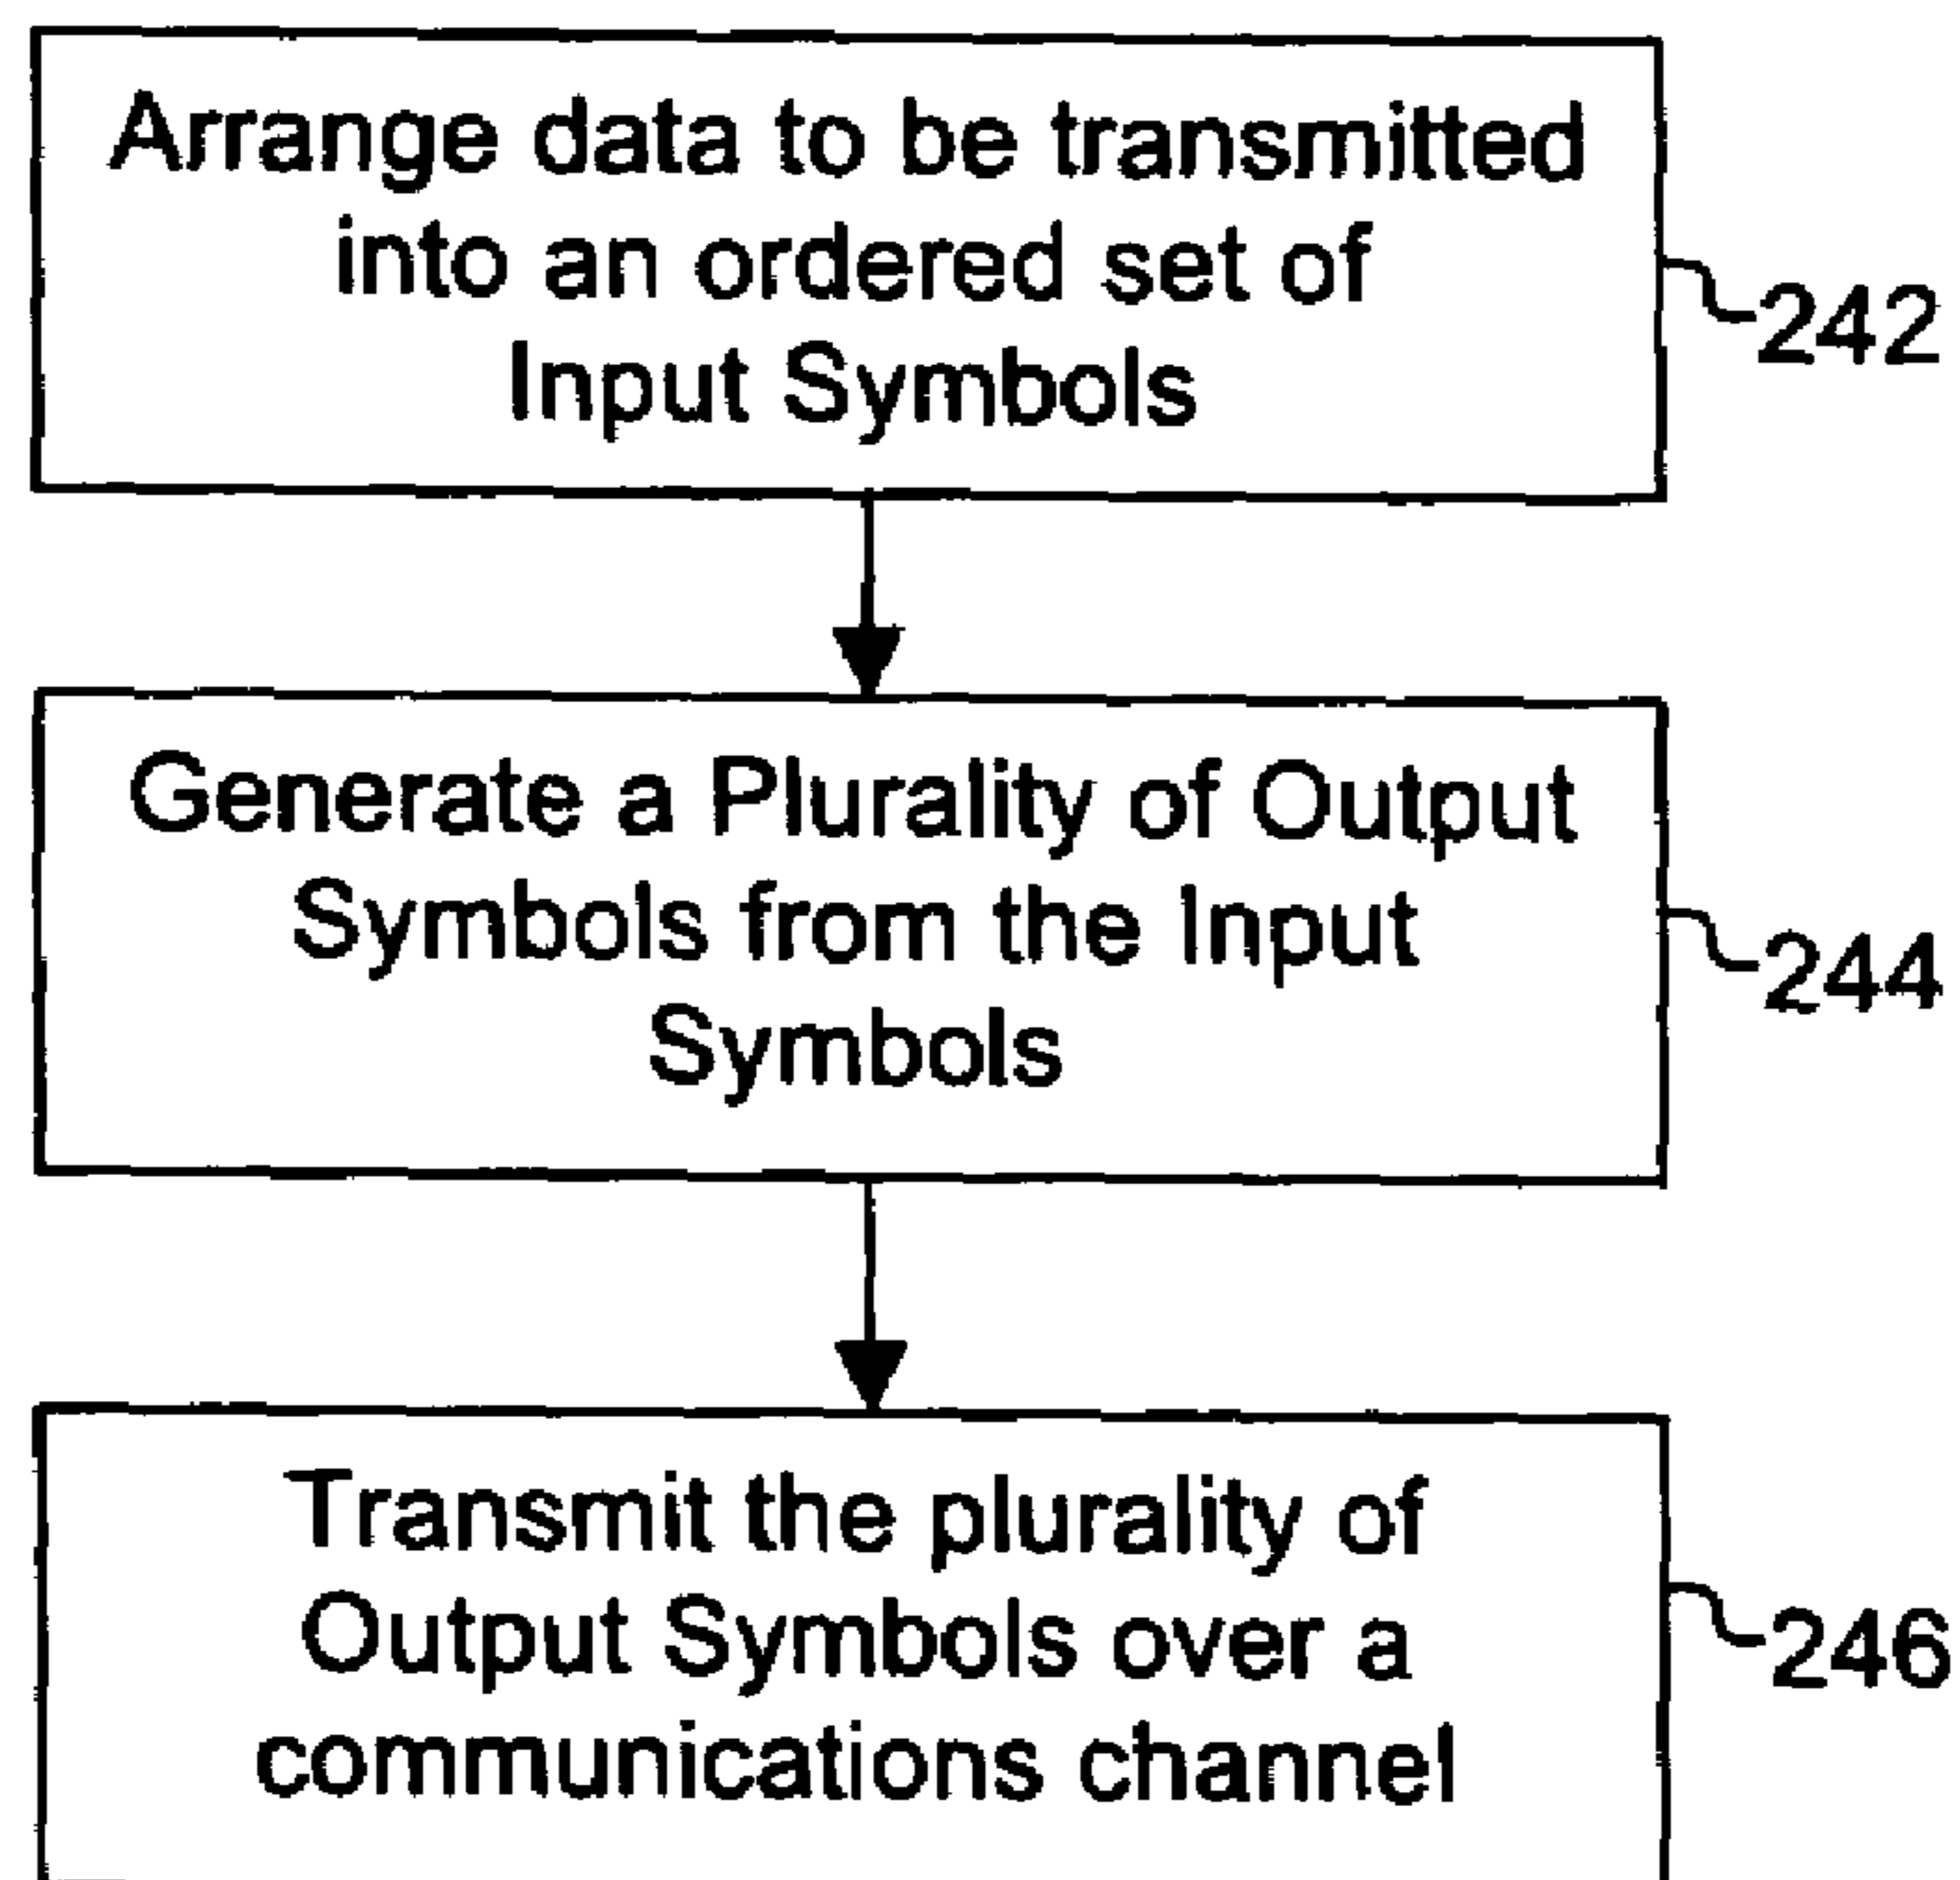 Arrange data to be transmitted
into an ordered set of
Input Symbols
242
Generate a Plurality of Output
Symbols from the Input
Symbols
244
Transmit the plurality of
Output Symbols over a
communications channel
246